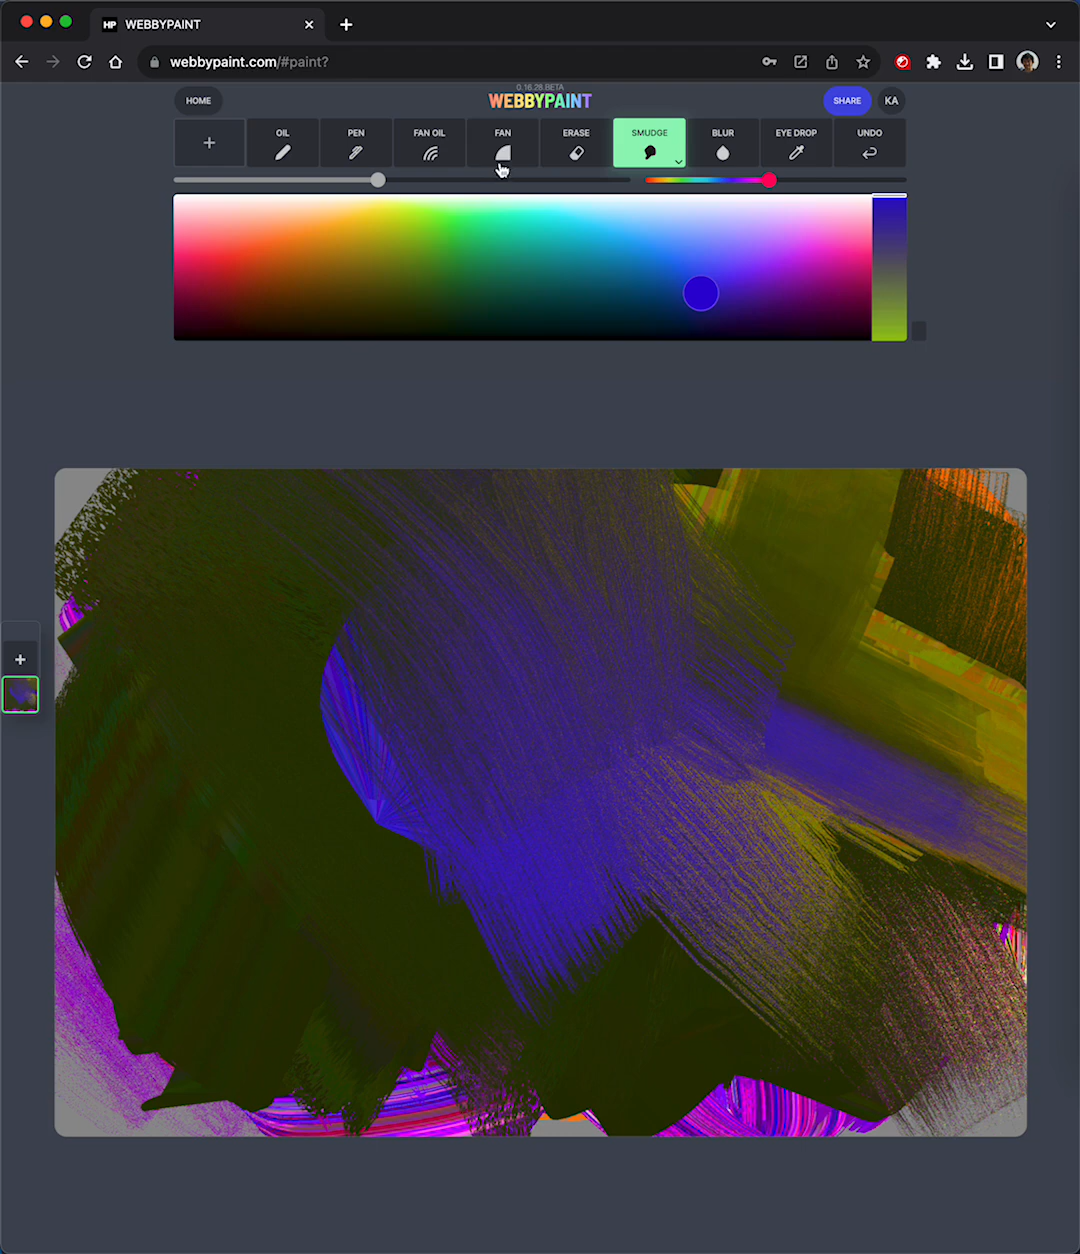 HP WEBBYPAINT
webbypaint.com/#paint?
HOME
0.16.28.BETA
WEBBYPAINT
SHARE
KA
OIL
PEN
FAN OIL
FAN
ERASE
SMUDGE
BLUR
EYE DROP
UNDO